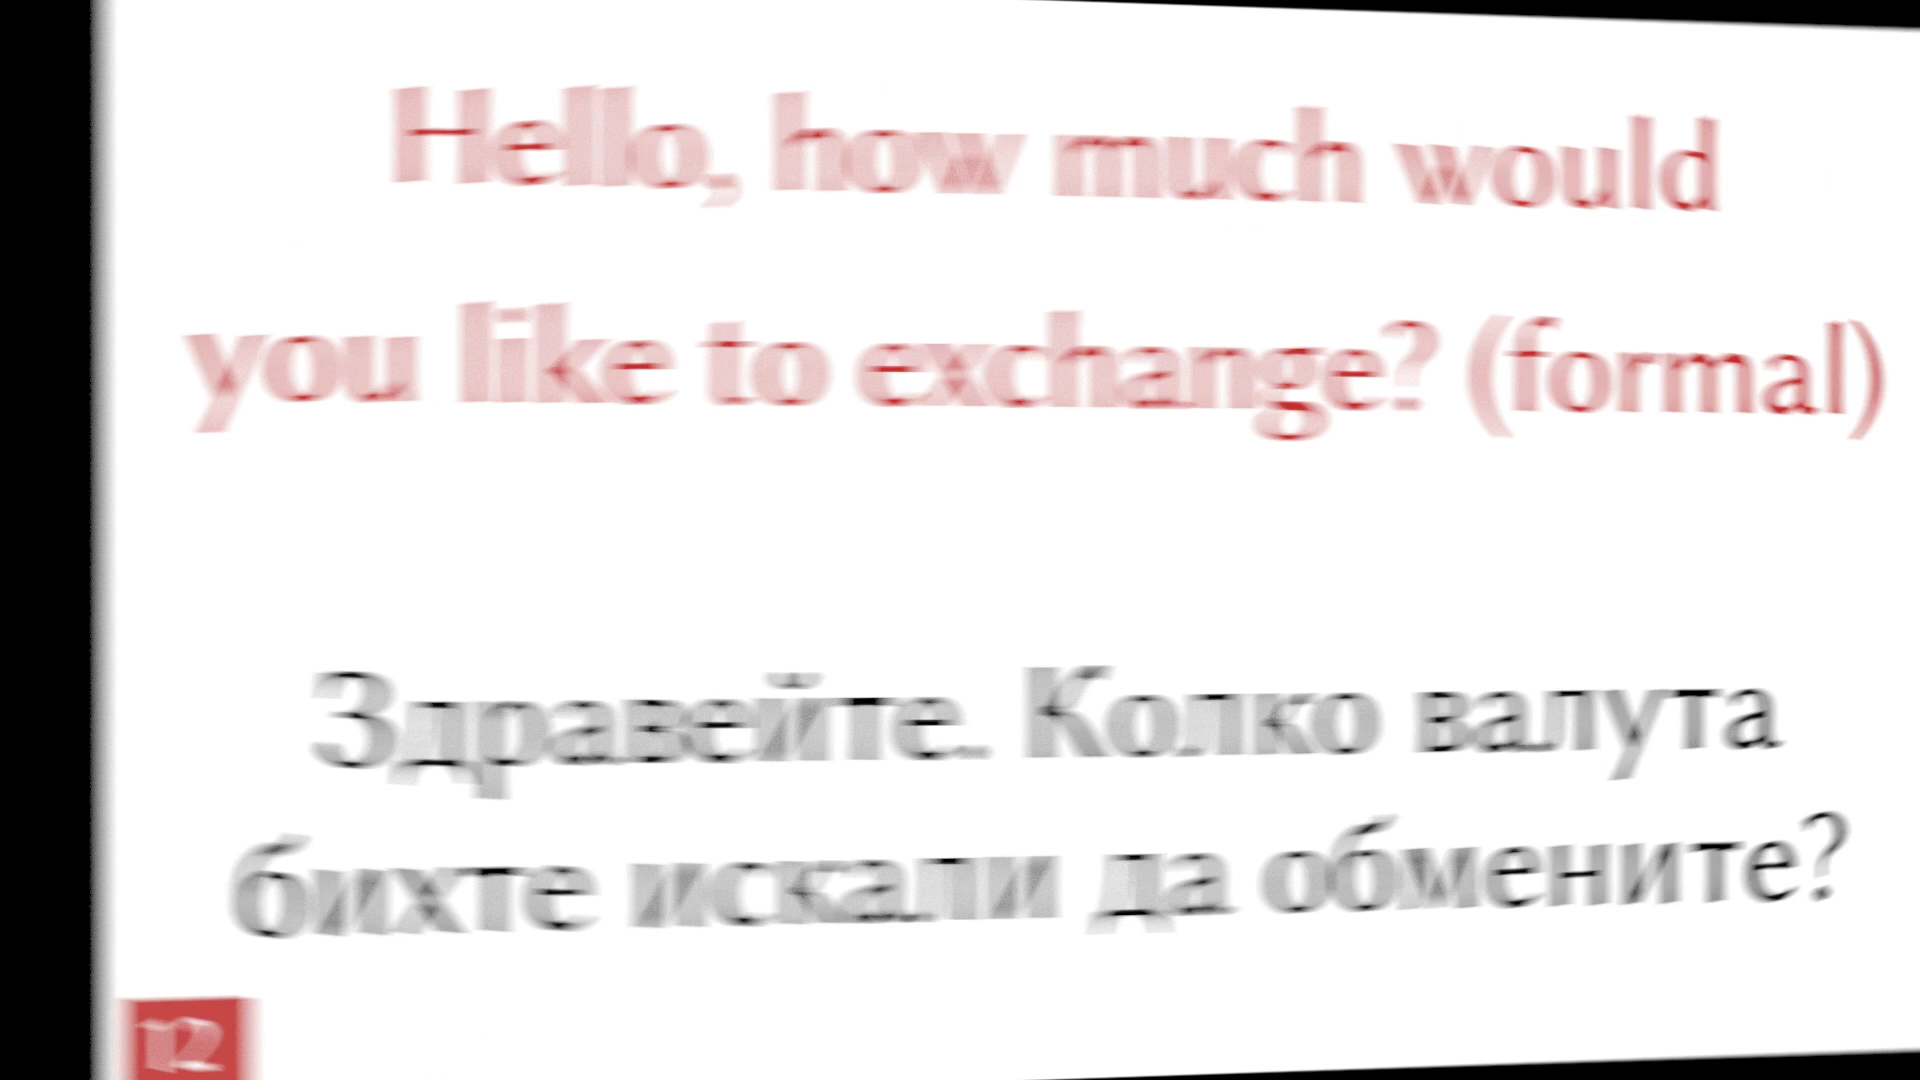 Hello, how much would
you like to exchange? (formal)
Здравейте. Колко валута
бихте искали да обмените?
12